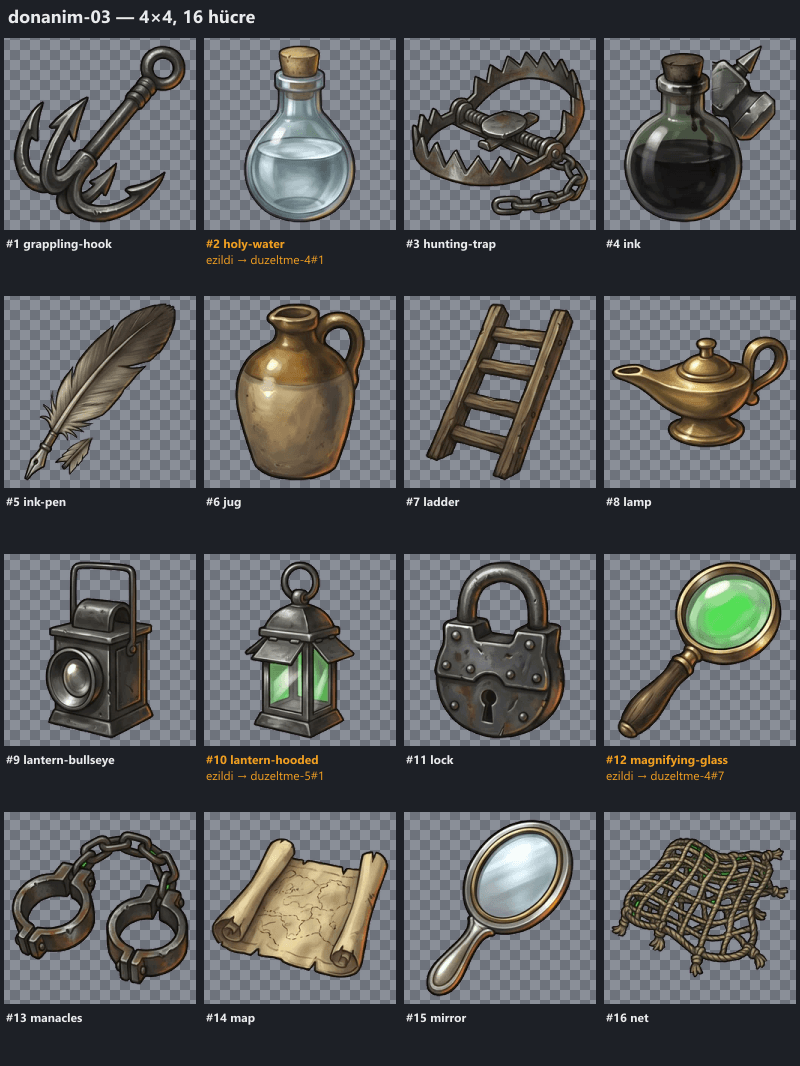 donanim-03 — 4×4, 16 hücre
#1 grappling-hook
#2 holy-water
ezildi → duzeltme-4#1
#3 hunting-trap
#4 ink
#5 ink-pen
#6 jug
#7 ladder
#8 lamp
#9 lantern-bullseye
#10 lantern-hooded
ezildi → duzeltme-5#1
#11 lock
#12 magnifying-glass
ezildi → duzeltme-4#7
#13 manacles
#14 map
#15 mirror
#16 net